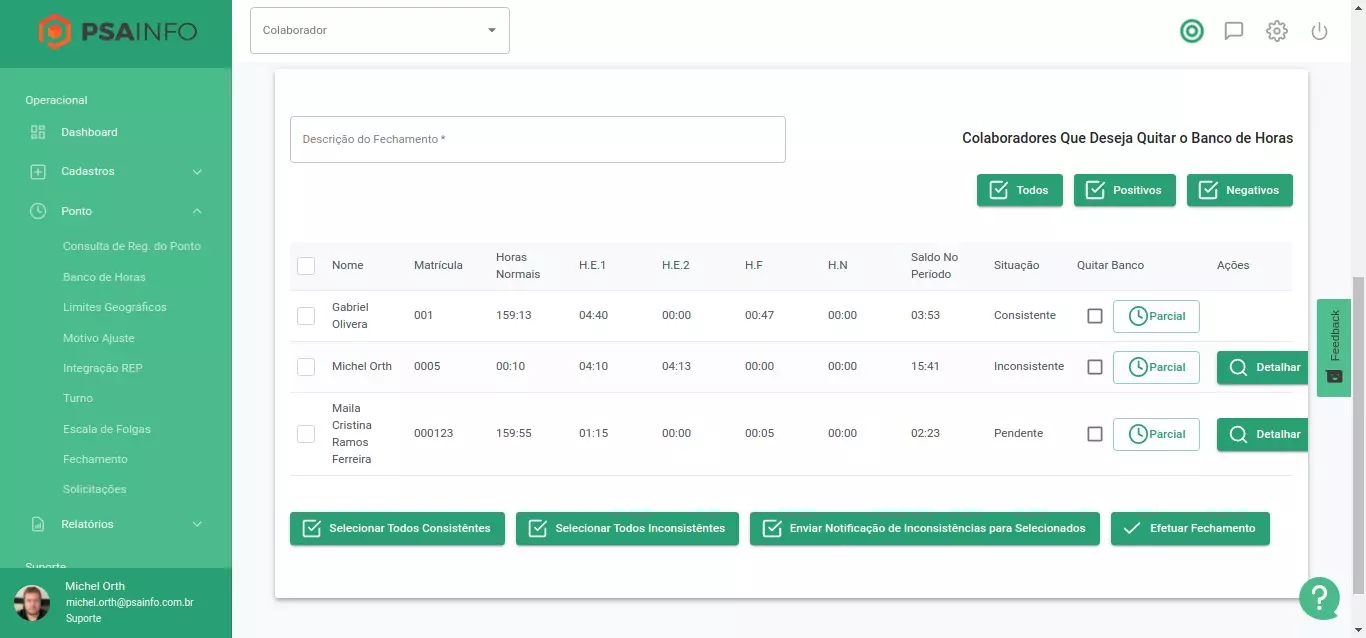 PSAINFO
Colaborador
Operacional
Dashboard
Cadastros
Ponto
Consulta de Reg. do Ponto
Banco de Horas
Limites Geográficos
Motivo Ajuste
Integração REP
Turno
Escala de Folgas
Fechamento
Solicitações
Relatórios
Suporte
Michel Orth
michel.orth@psainfo.com.br
Suporte
Descrição do Fechamento *
Colaboradores Que Deseja Quitar o Banco de Horas
Todos Positivos Negativos
Nome Matrícula Horas Normais H.E.1 H.E.2 H.F H.N Saldo No Período Situação Quitar Banco Ações
Gabriel Olivera 001 159:13 04:40 00:00 00:47 00:00 03:53 Consistente Parcial
Michel Orth 0005 00:10 04:10 04:13 00:00 00:00 15:41 Inconsistente Parcial Detalhar
Maila Cristina Ramos Ferreira 000123 159:55 01:15 00:00 00:05 00:00 02:23 Pendente Parcial Detalhar
Selecionar Todos Consistêntes Selecionar Todos Inconsistêntes Enviar Notificação de Inconsistências para Selecionados Efetuar Fechamento
Feedback
?